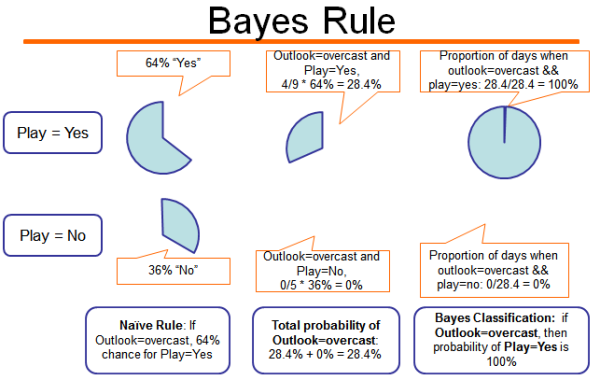 Bayes Rule
64% “Yes”
Outlook=overcast and
Play=Yes,
4/9 * 64% = 28.4%
Proportion of days when
outlook=overcast &&
play=yes: 28.4/28.4 = 100%
Play = Yes
Play = No
36% “No”
Outlook=overcast and
Play=No,
0/5 * 36% = 0%
Proportion of days when
outlook=overcast &&
play=no: 0/28.4 = 0%
Naïve Rule: If
Outlook=overcast, 64%
chance for Play=Yes
Total probability of
Outlook=overcast:
28.4% + 0% = 28.4%
Bayes Classification: if
Outlook=overcast, then
probability of Play=Yes is
100%